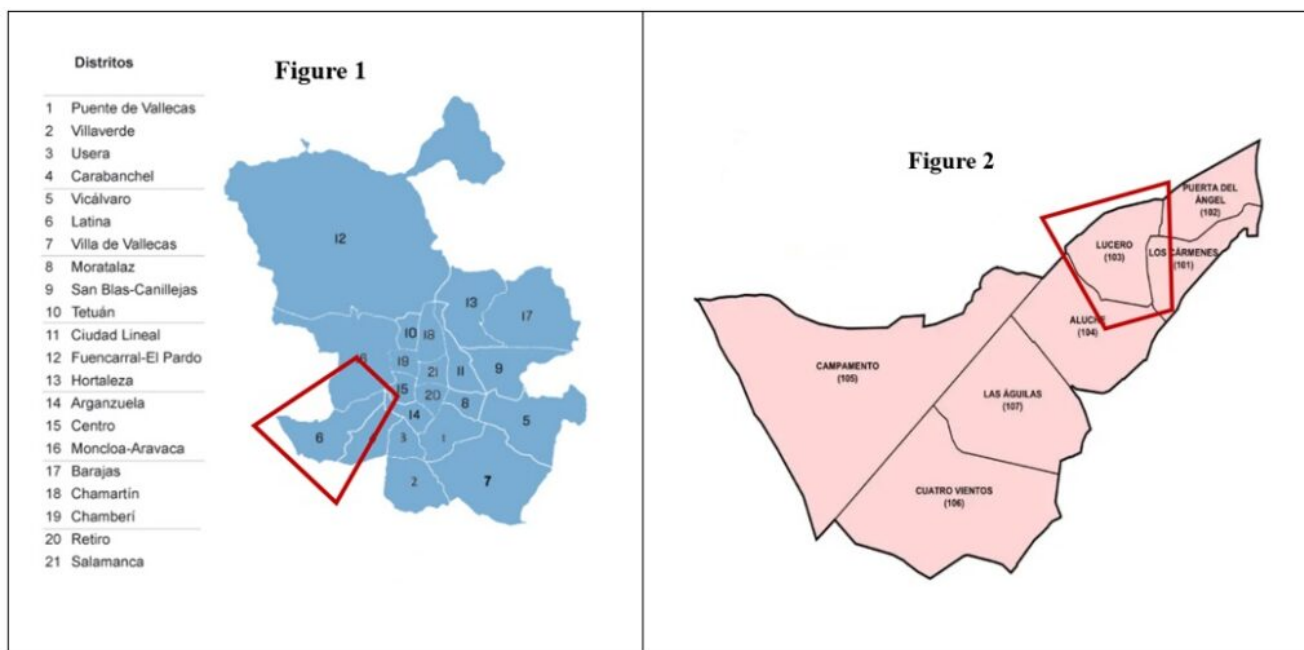 Distritos
Figure 1
1 Puente de Vallecas
2 Villaverde
3 Usera
4 Carabanchel
5 Vicálvaro
6 Latina
7 Villa de Vallecas
8 Moratalaz
9 San Blas-Canillejas
10 Tetuán
11 Ciudad Lineal
12 Fuencarral-El Pardo
13 Hortaleza
14 Arganzuela
15 Centro
16 Moncloa-Aravaca
17 Barajas
18 Chamartín
19 Chamberí
20 Retiro
21 Salamanca
12
13
17
10
18
19
21
11
9
15
20
8
14
5
6
3
1
2
7
Figure 2
PUERTA DEL
ÁNGEL
(102)
LUCERO
(103)
LOS CÁRMENES
(101)
ALUCHE
(104)
CAMPAMENTO
(105)
LAS ÁGUILAS
(107)
CUATRO VIENTOS
(106)